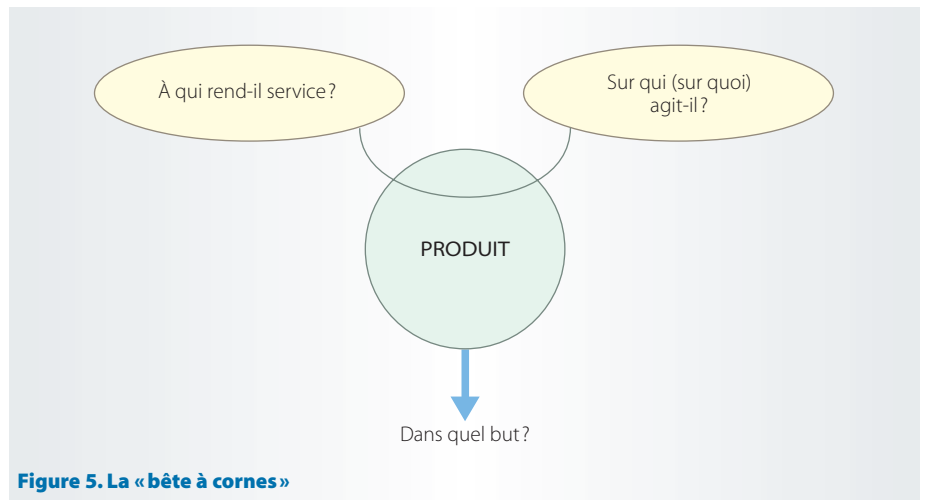 À qui rend-il service ?
Sur qui (sur quoi)
agit-il ?
PRODUIT
Dans quel but ?
Figure 5. La « bête à cornes »